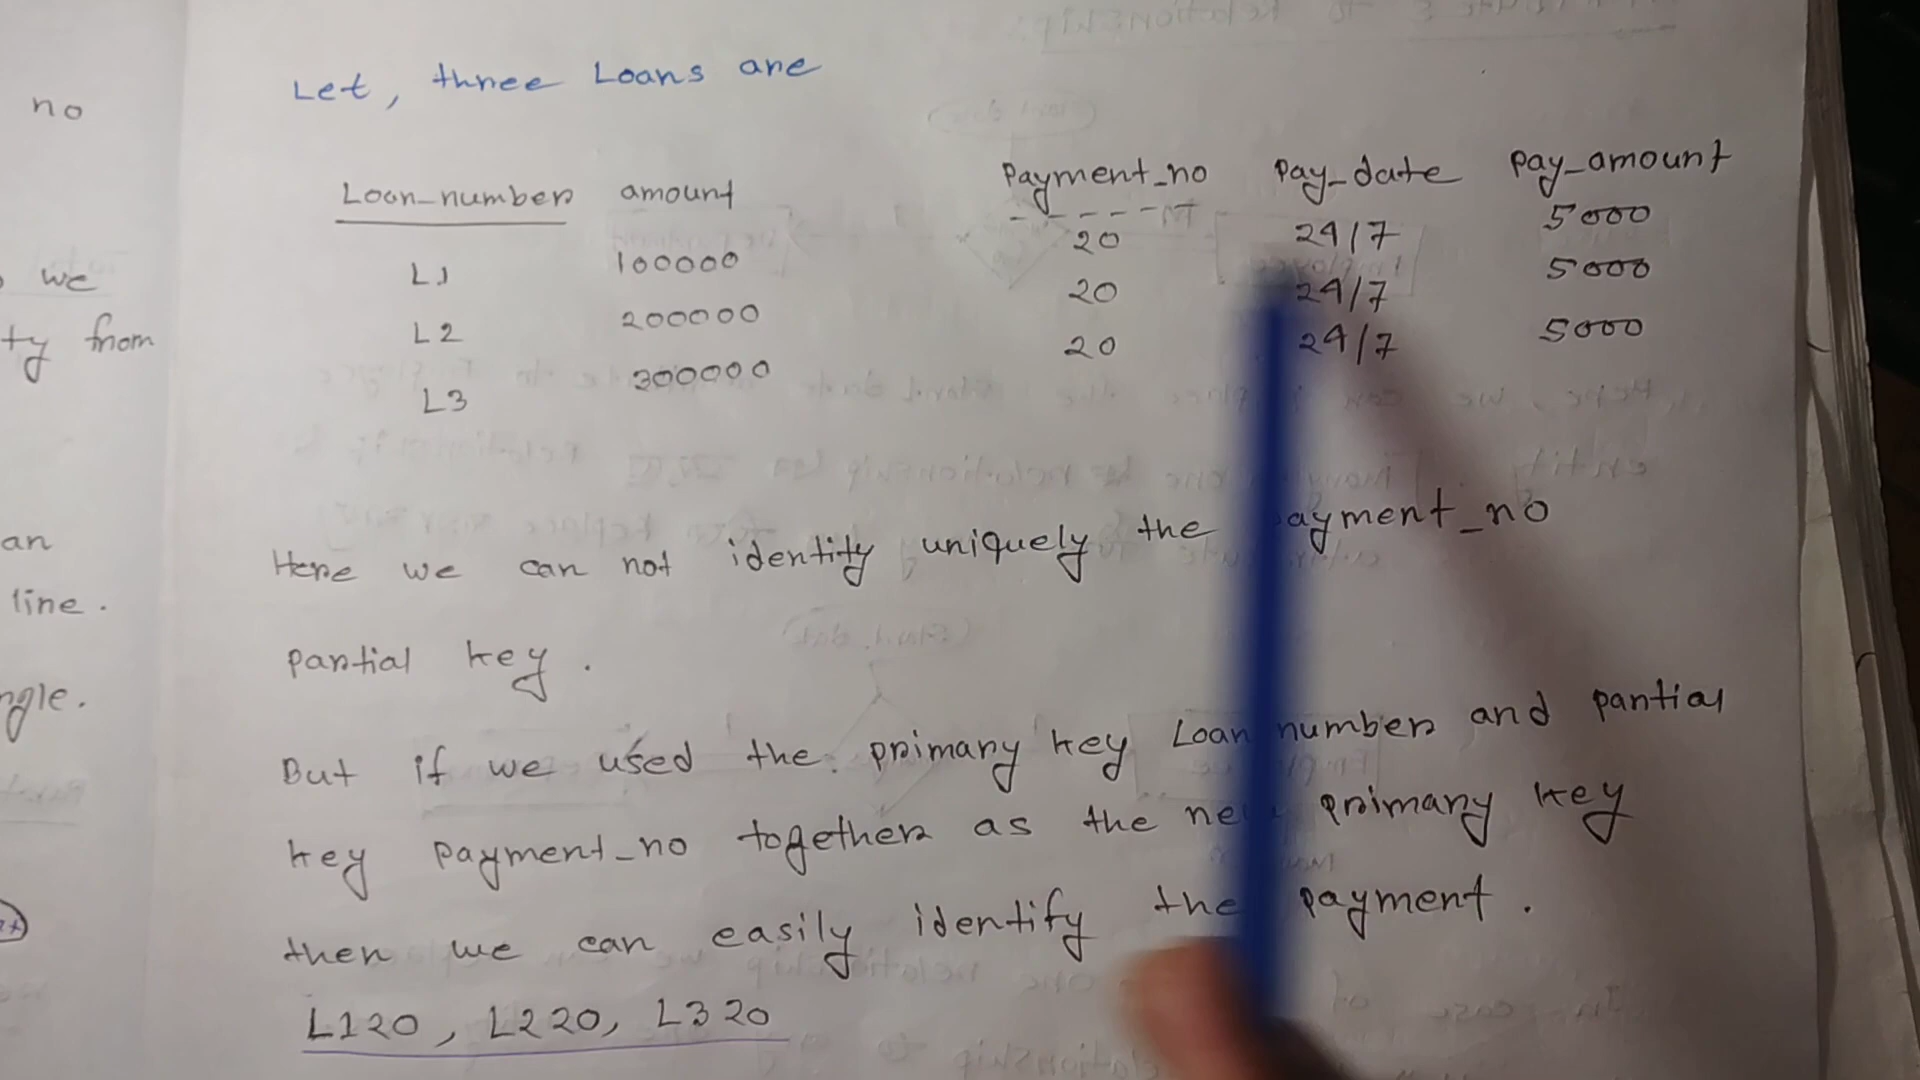 Let, three Loans are
Loan_number amount Payment_no Pay_date Pay_amount
L1 100000 20 24/7 5000
L2 200000 20 24/7 5000
L3 300000 20 24/7 5000
Here we can not identity uniquely the payment_no
partial key.
But if we used the primary key Loan number and partial
key payment_no together as the new primary key
then we can easily identify the payment.
L120, L220, L320
no
we
ty from
an
line.
ngle.